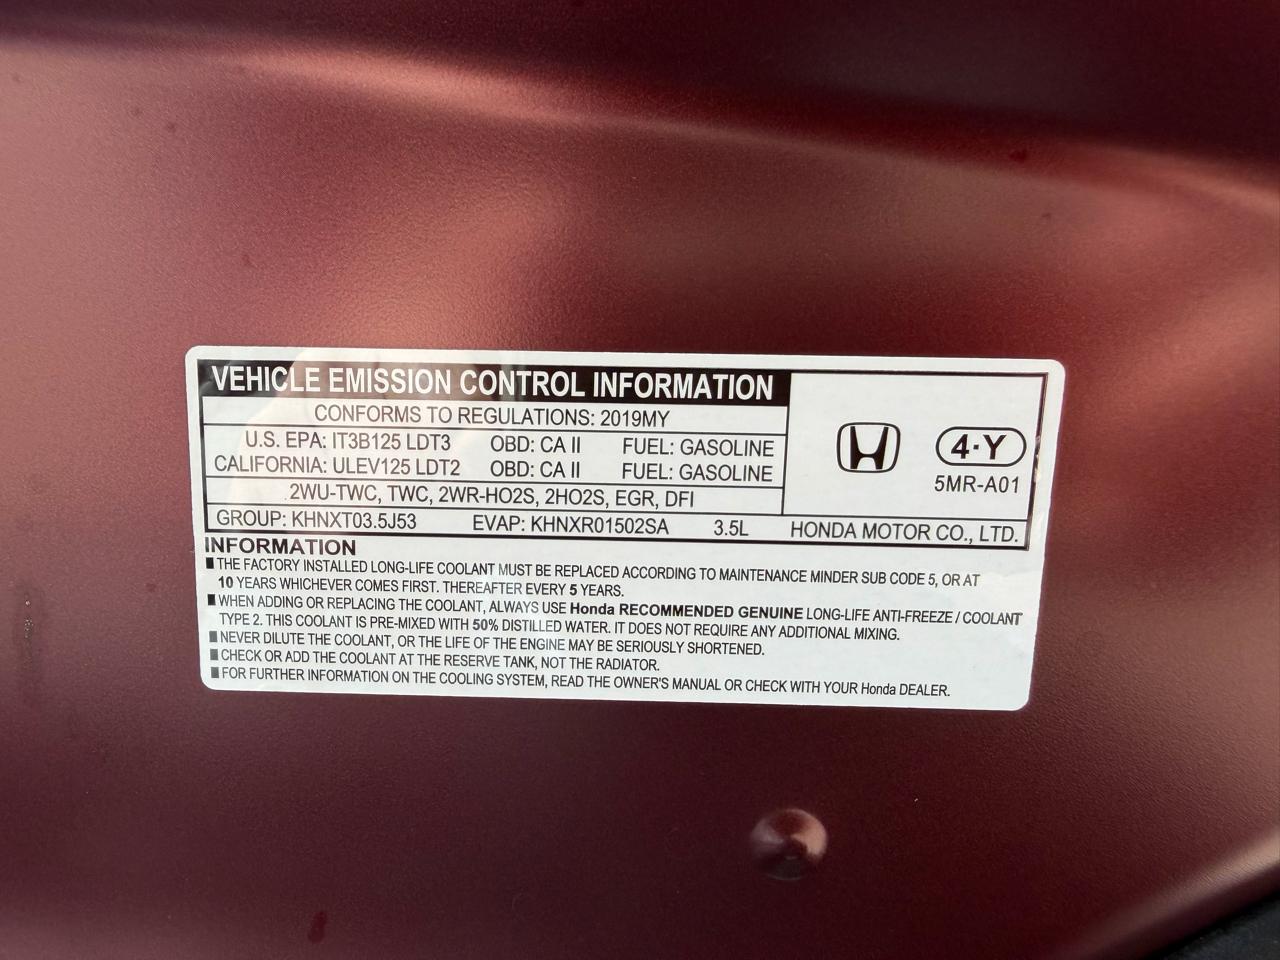 VEHICLE EMISSION CONTROL INFORMATION
CONFORMS TO REGULATIONS: 2019MY
U.S. EPA: IT3B125 LDT3 OBD: CA II FUEL: GASOLINE
CALIFORNIA: ULEV125 LDT2 OBD: CA II FUEL: GASOLINE
4·Y
5MR-A01
2WU-TWC, TWC, 2WR-HO2S, 2HO2S, EGR, DFI
GROUP: KHNXT03.5J53 EVAP: KHNXR01502SA 3.5L HONDA MOTOR CO., LTD.
INFORMATION
■ THE FACTORY INSTALLED LONG-LIFE COOLANT MUST BE REPLACED ACCORDING TO MAINTENANCE MINDER SUB CODE 5, OR AT
10 YEARS WHICHEVER COMES FIRST. THEREAFTER EVERY 5 YEARS.
■ WHEN ADDING OR REPLACING THE COOLANT, ALWAYS USE Honda RECOMMENDED GENUINE LONG-LIFE ANTI-FREEZE / COOLANT
TYPE 2. THIS COOLANT IS PRE-MIXED WITH 50% DISTILLED WATER. IT DOES NOT REQUIRE ANY ADDITIONAL MIXING.
■ NEVER DILUTE THE COOLANT, OR THE LIFE OF THE ENGINE MAY BE SERIOUSLY SHORTENED.
■ CHECK OR ADD THE COOLANT AT THE RESERVE TANK, NOT THE RADIATOR.
■ FOR FURTHER INFORMATION ON THE COOLING SYSTEM, READ THE OWNER'S MANUAL OR CHECK WITH YOUR Honda DEALER.